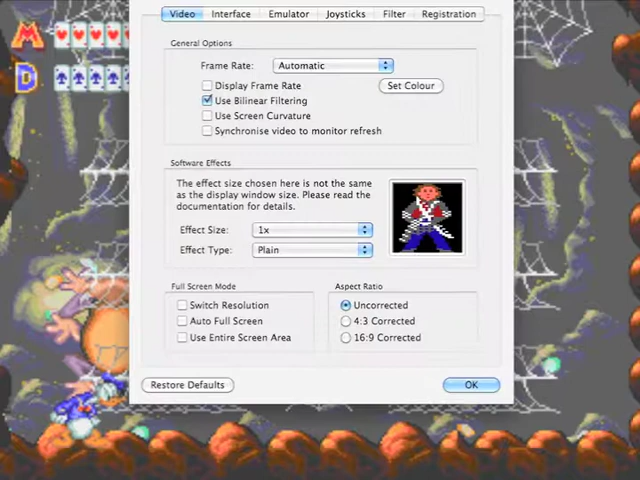 Video Interface Emulator Joysticks Filter Registration
M
General Options
Frame Rate: Automatic
D
Display Frame Rate Set Colour
Use Bilinear Filtering
Use Screen Curvature
Synchronise video to monitor refresh
Software Effects
The effect size chosen here is not the same
as the display window size. Please read the
documentation for details.
Effect Size: 1x
Effect Type: Plain
Full Screen Mode Aspect Ratio
Switch Resolution Uncorrected
Auto Full Screen 4:3 Corrected
Use Entire Screen Area 16:9 Corrected
Restore Defaults OK